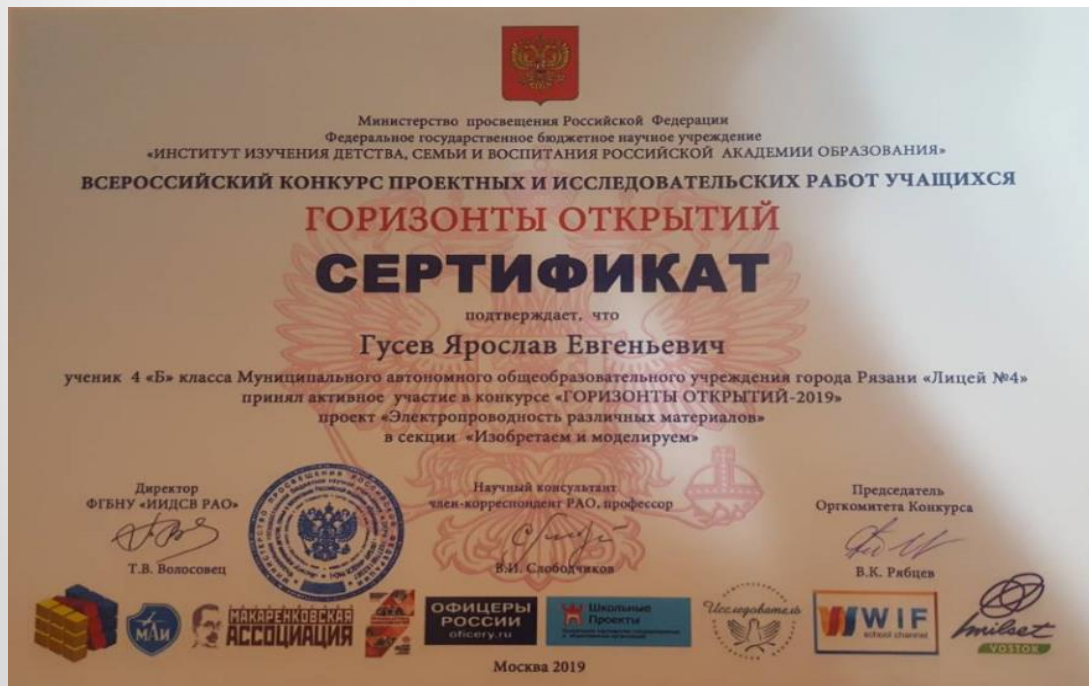 Министерство просвещения Российской Федерации
Федеральное государственное бюджетное научное учреждение
«ИНСТИТУТ ИЗУЧЕНИЯ ДЕТСТВА, СЕМЬИ И ВОСПИТАНИЯ РОССИЙСКОЙ АКАДЕМИИ ОБРАЗОВАНИЯ»
ВСЕРОССИЙСКИЙ КОНКУРС ПРОЕКТНЫХ И ИССЛЕДОВАТЕЛЬСКИХ РАБОТ УЧАЩИХСЯ
ГОРИЗОНТЫ ОТКРЫТИЙ
СЕРТИФИКАТ
подтверждает, что
Гусев Ярослав Евгеньевич
ученик 4 «Б» класса Муниципального автономного общеобразовательного учреждения города Рязани «Лицей №4»
принял активное участие в конкурсе «ГОРИЗОНТЫ ОТКРЫТИЙ-2019»
проект «Электропроводность различных материалов»
в секции «Изобретаем и моделируем»
Директор
ФГБНУ «ИИДСВ РАО»
Т.В. Волосовец
Научный консультант
член-корреспондент РАО, профессор
В.И. Слободчиков
Председатель
Оргкомитета Конкурса
В.К. Рябцев
МАИ
МАКАРЕНКОВСКАЯ
АССОЦИАЦИЯ
ОФИЦЕРЫ
РОССИИ
oficery.ru
Школьные
Проекты
Исследователь
WIF
school channel
milset
VOSTOK
Москва 2019